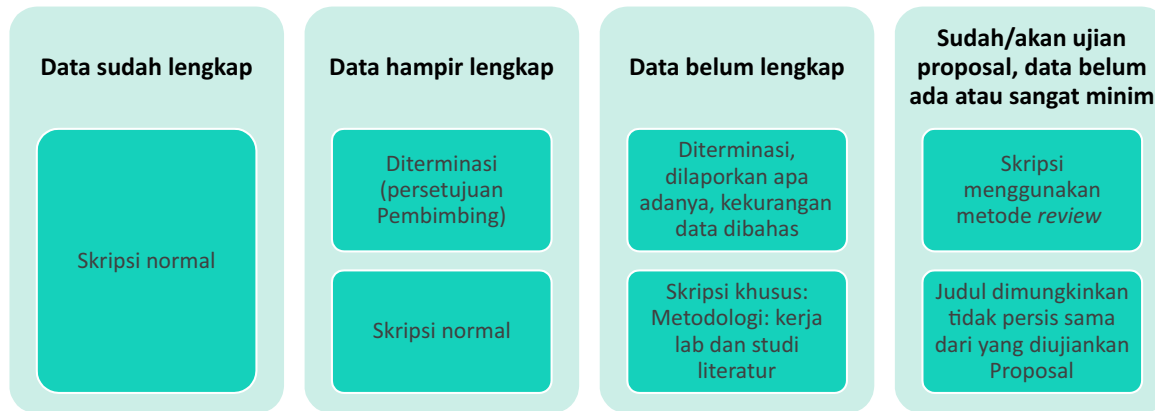 Data sudah lengkap
Skripsi normal
Data hampir lengkap
Diterminasi
(persetujuan
Pembimbing)
Skripsi normal
Data belum lengkap
Diterminasi,
dilaporkan apa
adanya, kekurangan
data dibahas
Skripsi khusus:
Metodologi: kerja
lab dan studi
literatur
Sudah/akan ujian
proposal, data belum
ada atau sangat minim
Skripsi
menggunakan
metode review
Judul dimungkinkan
tidak persis sama
dari yang diujiankan
Proposal